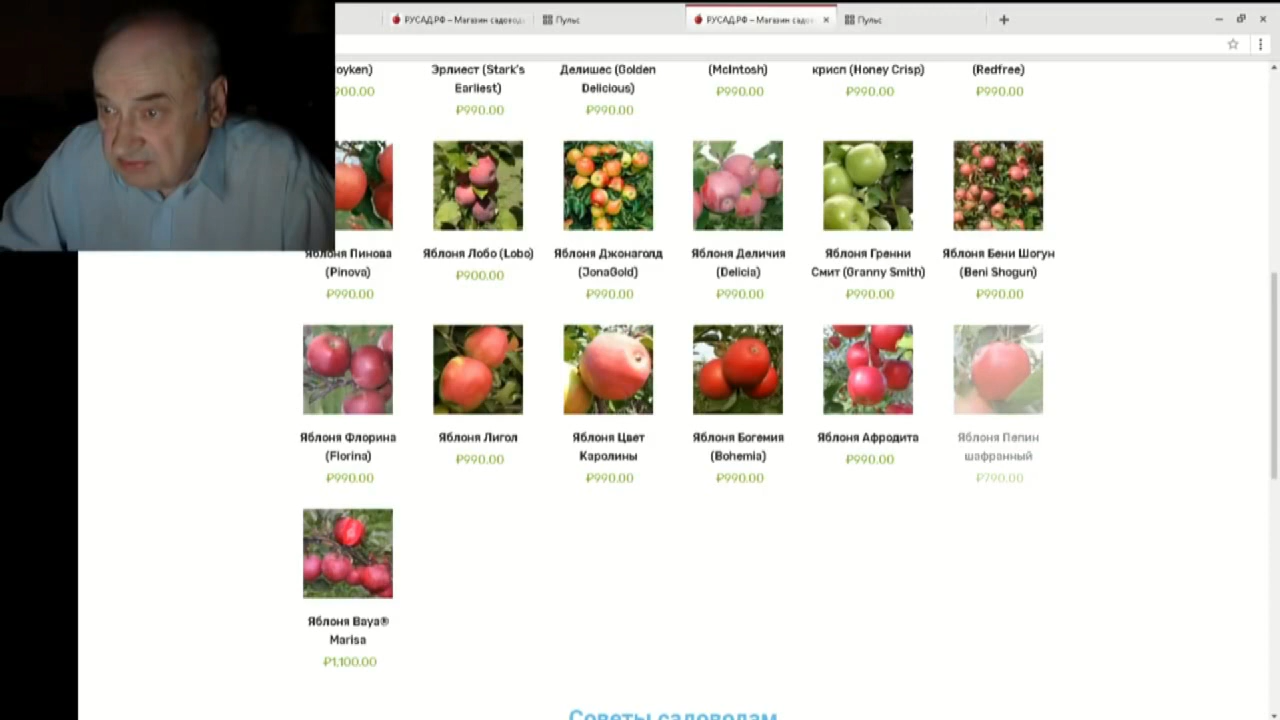 РУСАД.РФ – Магазин садовод
Пульс
РУСАД.РФ – Магазин садо
Пульс
oyken)
Эрлиест (Stark's
Earliest)
Делишес (Golden
Delicious)
(McIntosh)
крисп (Honey Crisp)
(Redfree)
900.00
₽990.00
₽990.00
₽990.00
₽990.00
₽990.00
Яблоня Пинова
(Pinova)
₽990.00
Яблоня Лобо (Lobo)
₽900.00
Яблоня Джонаголд
(JonaGold)
₽990.00
Яблоня Деличия
(Delicia)
₽990.00
Яблоня Гренни
Смит (Granny Smith)
₽990.00
Яблоня Бени Шогун
(Beni Shogun)
₽990.00
Яблоня Флорина
(Florina)
₽990.00
Яблоня Лигол
₽990.00
Яблоня Цвет
Каролины
₽990.00
Яблоня Богемия
(Bohemia)
₽990.00
Яблоня Афродита
₽990.00
Яблоня Пепин
шафранный
₽790.00
Яблоня Baya®
Marisa
₽1,100.00
Советы садоводам